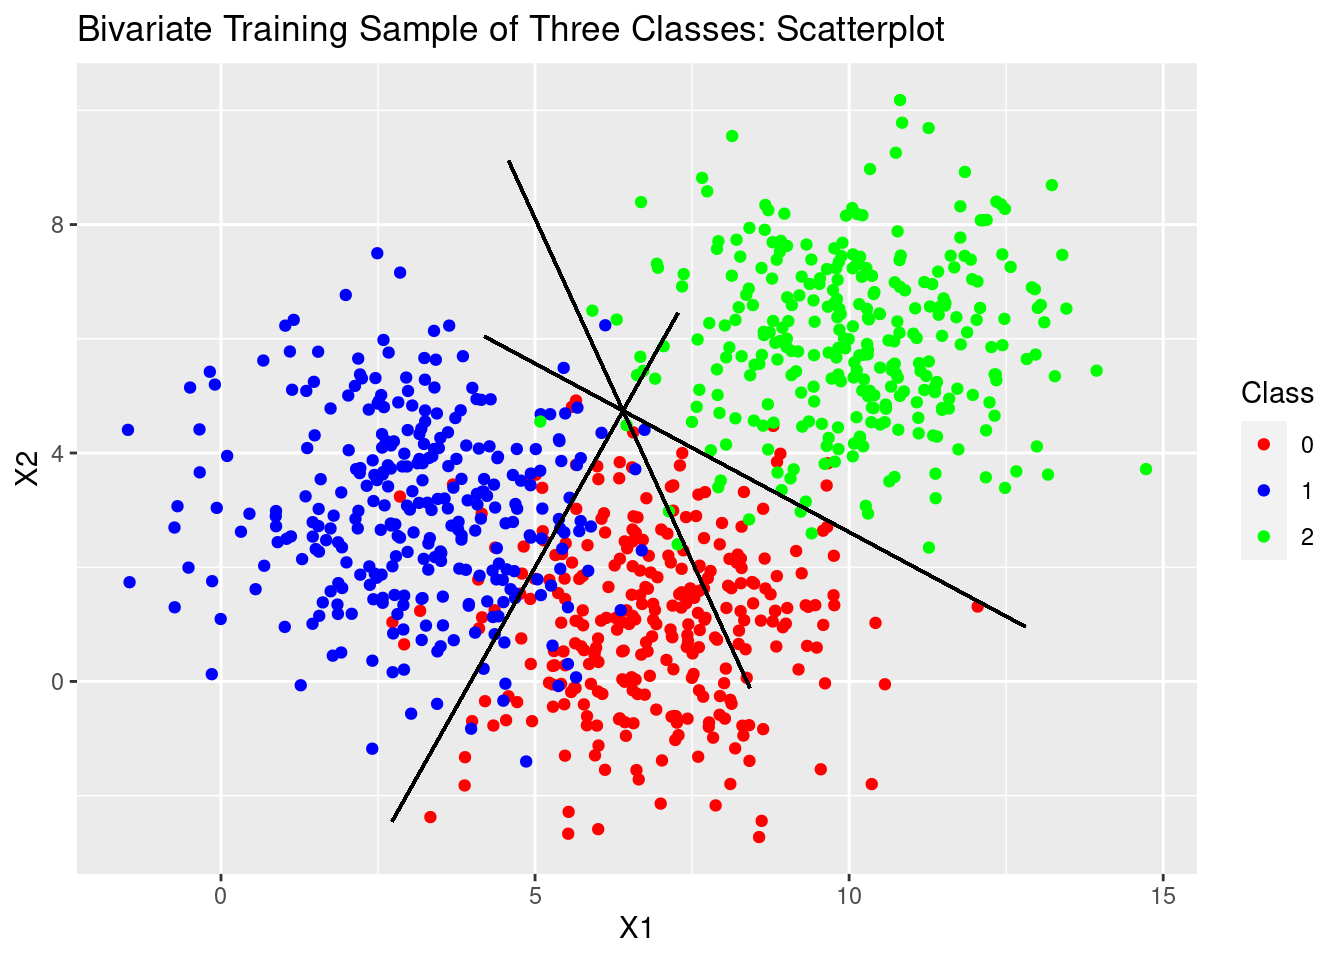 Bivariate Training Sample of Three Classes: Scatterplot
8
4
0
0
5
10
15
X1
X2
Class
0
1
2